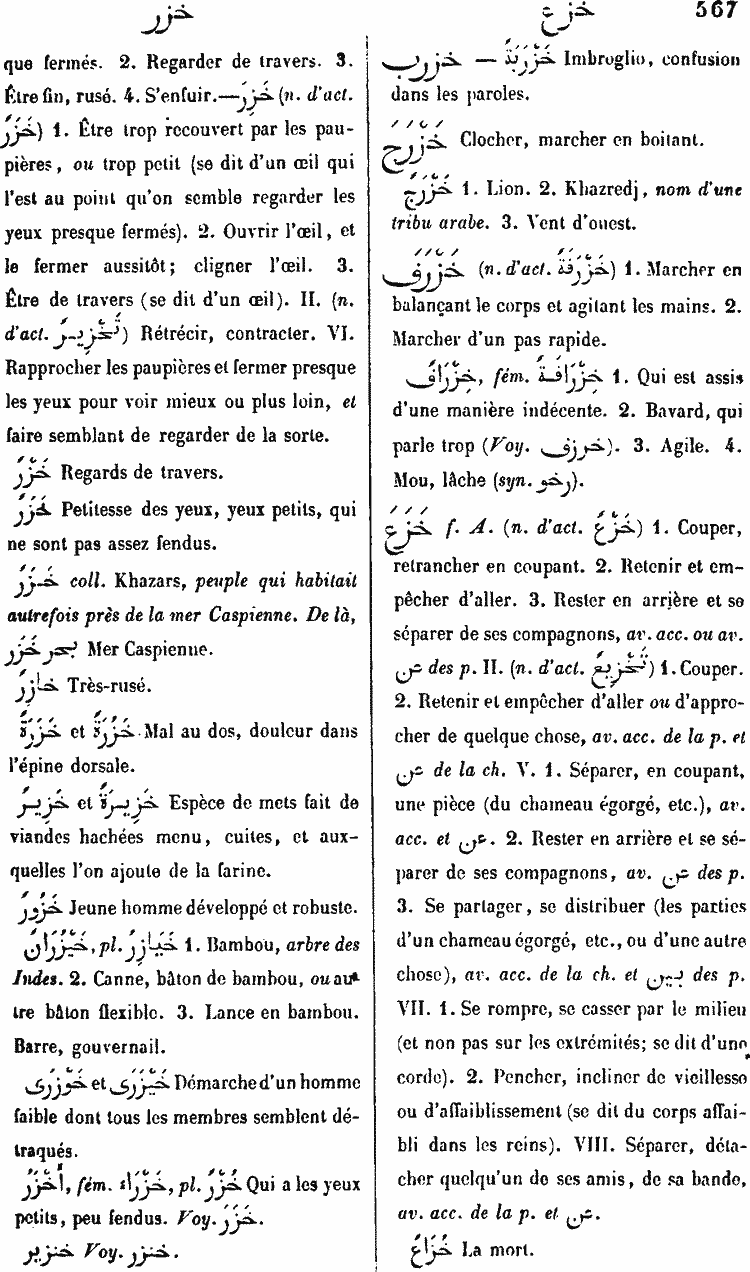 خزر
خزع
567
que fermés. 2. Regarder de travers. 3.
Être fin, rusé. 4. S'enfuir.—خَزِرَ (n. d'act.
خَزَرٌ) 1. Être trop recouvert par les pau-
pières, ou trop petit (se dit d'un œil qui
l'est au point qu'on semble regarder les
yeux presque fermés). 2. Ouvrir l'œil, et
le fermer aussitôt; cligner l'œil. 3.
Être de travers (se dit d'un œil). II. (n.
d'act. تَخْزِيرٌ) Rétrécir, contracter. VI.
Rapprocher les paupières et fermer presque
les yeux pour voir mieux ou plus loin, et
faire semblant de regarder de la sorte.
خَزْرٌ Regards de travers.
خَزَرٌ Petitesse des yeux, yeux petits, qui
ne sont pas assez fendus.
خَزَرٌ coll. Khazars, peuple qui habitait
autrefois près de la mer Caspienne. De là,
بحر خَزَر Mer Caspienne.
خَازِرٌ Très-rusé.
خَزْرَةٌ et خُزَرَةٌ Mal au dos, douleur dans
l'épine dorsale.
خَزِيرٌ et خَزِيرَةٌ Espèce de mets fait de
viandes hachées menu, cuites, et aux-
quelles l'on ajoute de la farine.
خَزْوَرٌ Jeune homme développé et robuste.
خَيْزُرَانٌ, pl. خَيَازِرُ 1. Bambou, arbre des
Indes. 2. Canne, bâton de bambou, ou au
tre bâton flexible. 3. Lance en bambou.
Barre, gouvernail.
خَوْزَرَى et خَيْزَرَى Démarche d'un homme
faible dont tous les membres semblent dé-
traqués.
أَخْزَرُ, fém. خَزْرَاءُ, pl. خُزْرٌ Qui a les yeux
petits, peu fendus. Voy. خَزَرٌ.
خنزير Voy. خنزر.
خزرب — خَزْرَبَةٌ Imbroglio, confusion
dans les paroles.
خَزْرَجَ Clocher, marcher en boitant.
خَزْرَجٌ 1. Lion. 2. Khazredj, nom d'une
tribu arabe. 3. Vent d'ouest.
خَزْرَفَ (n. d'act. خَزْرَفَةٌ) 1. Marcher en
balançant le corps et agitant les mains. 2.
Marcher d'un pas rapide.
خِزْرَافٌ, fém. خِزْرَافَةٌ 1. Qui est assis
d'une manière indécente. 2. Bavard, qui
parle trop (Voy. خرزف). 3. Agile. 4.
Mou, lâche (syn. رخو).
خَزَعَ f. A. (n. d'act. خَزْعٌ) 1. Couper,
retrancher en coupant. 2. Retenir et em-
pêcher d'aller. 3. Rester en arrière et se
séparer de ses compagnons, av. acc. ou av.
عن des p. II. (n. d'act. تَخْزِيعٌ) 1. Couper.
2. Retenir et empêcher d'aller ou d'appro-
cher de quelque chose, av. acc. de la p. et
عن de la ch. V. 1. Séparer, en coupant,
une pièce (du chameau égorgé, etc.), av.
acc. et عن. 2. Rester en arrière et se sé-
parer de ses compagnons, av. عن des p.
3. Se partager, se distribuer (les parties
d'un chameau égorgé, etc., ou d'une autre
chose), av. acc. de la ch. et بين des p.
VII. 1. Se rompre, se casser par le milieu
(et non pas sur les extrémités; se dit d'une
corde). 2. Pencher, incliner de vieillesse
ou d'affaiblissement (se dit du corps affai-
bli dans les reins). VIII. Séparer, déta-
cher quelqu'un de ses amis, de sa bande,
av. acc. de la p. et عن.
خُزَاعٌ La mort.